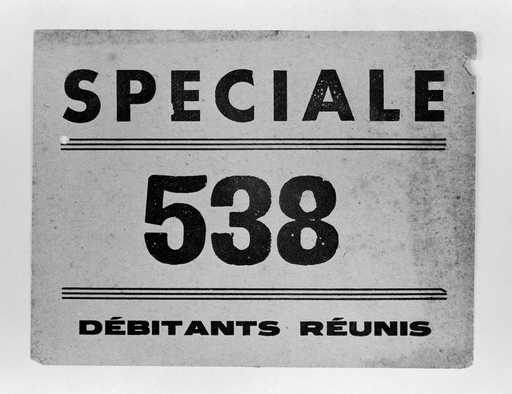 SPECIALE
538
DÉBITANTS RÉUNIS